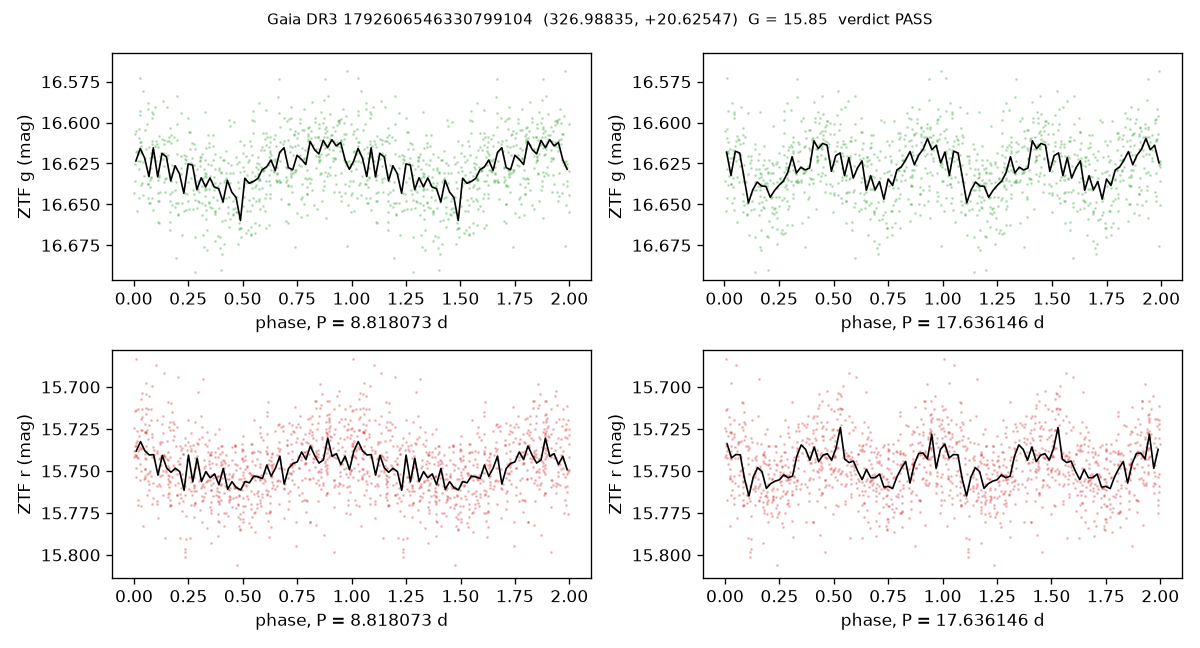 Gaia DR3 1792606546330799104 (326.98835, +20.62547) G = 15.85 verdict PASS
ZTF g (mag)
16.575
16.600
16.625
16.650
16.675
0.00 0.25 0.50 0.75 1.00 1.25 1.50 1.75 2.00
phase, P = 8.818073 d
ZTF g (mag)
16.575
16.600
16.625
16.650
16.675
0.00 0.25 0.50 0.75 1.00 1.25 1.50 1.75 2.00
phase, P = 17.636146 d
ZTF r (mag)
15.700
15.725
15.750
15.775
15.800
0.00 0.25 0.50 0.75 1.00 1.25 1.50 1.75 2.00
phase, P = 8.818073 d
ZTF r (mag)
15.700
15.725
15.750
15.775
15.800
0.00 0.25 0.50 0.75 1.00 1.25 1.50 1.75 2.00
phase, P = 17.636146 d